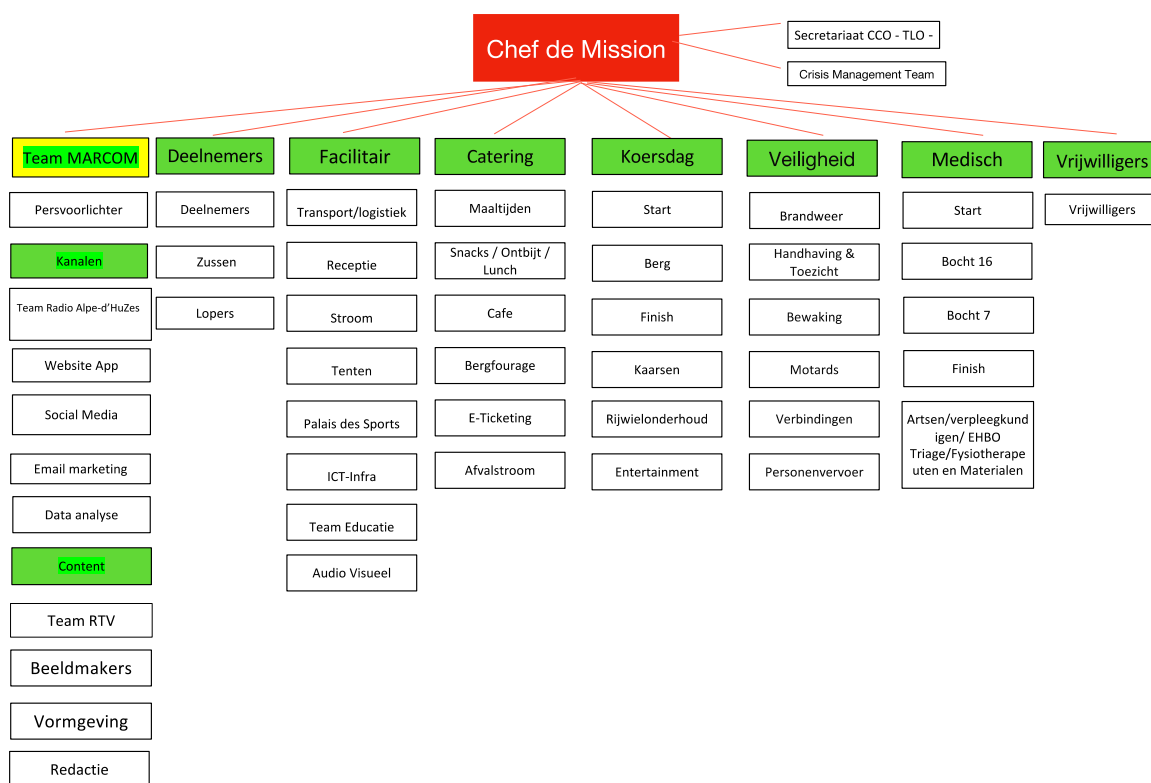 Chef de Mission
Secretariaat CCO - TLO -
Crisis Management Team
Team MARCOM
Persvoorlichter
Kanalen
Team Radio Alpe-d'HuZes
Website App
Social Media
Email marketing
Data analyse
Content
Team RTV
Beeldmakers
Vormgeving
Redactie
Deelnemers
Deelnemers
Zussen
Lopers
Facilitair
Transport/logistiek
Receptie
Stroom
Tenten
Palais des Sports
ICT-Infra
Team Educatie
Audio Visueel
Catering
Maaltijden
Snacks / Ontbijt /
Lunch
Cafe
Bergfourage
E-Ticketing
Afvalstroom
Koersdag
Start
Berg
Finish
Kaarsen
Rijwielonderhoud
Entertainment
Veiligheid
Brandweer
Handhaving &
Toezicht
Bewaking
Motards
Verbindingen
Personenvervoer
Medisch
Start
Bocht 16
Bocht 7
Finish
Artsen/verpleegkund
igen/ EHBO
Triage/Fysiotherape
uten en Materialen
Vrijwilligers
Vrijwilligers